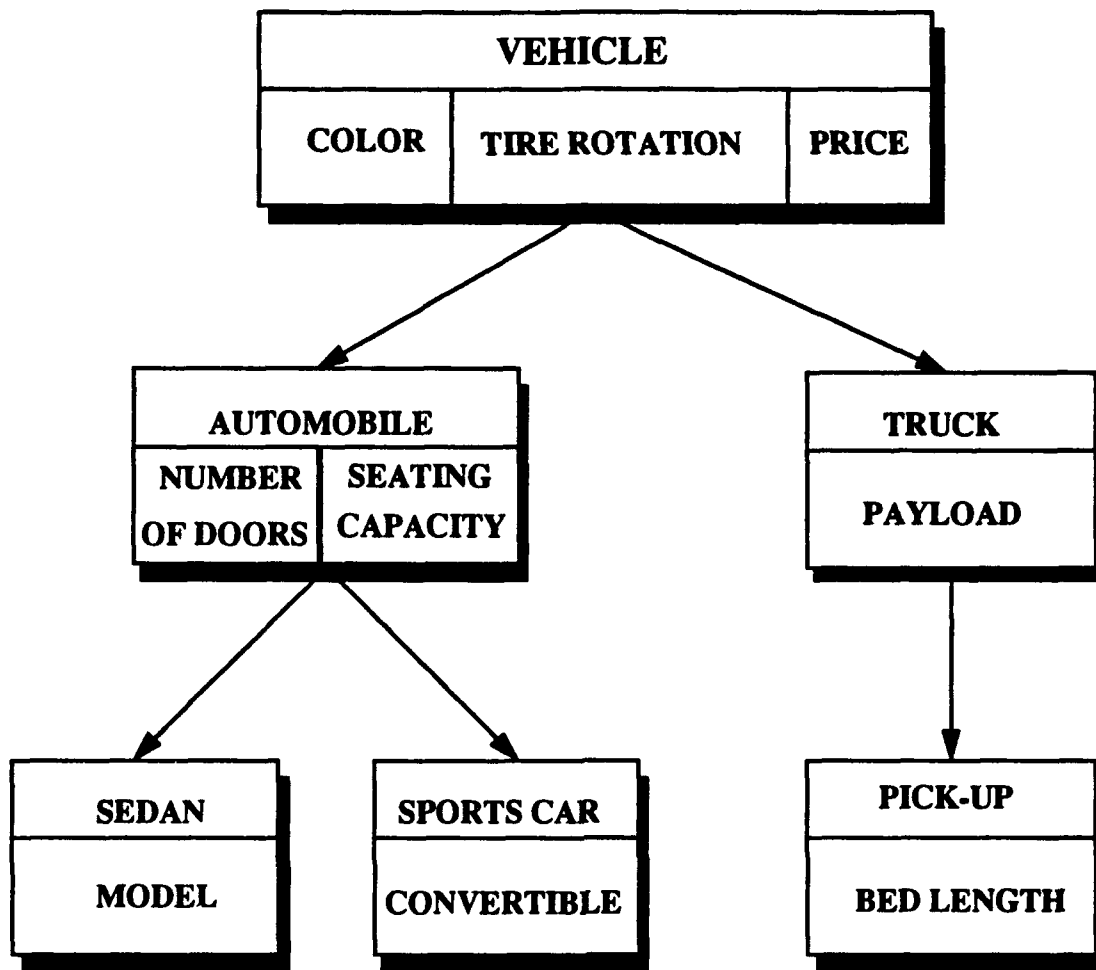 VEHICLE
COLOR TIRE ROTATION PRICE
AUTOMOBILE
NUMBER
OF DOORS
SEATING
CAPACITY
TRUCK
PAYLOAD
SEDAN
MODEL
SPORTS CAR
CONVERTIBLE
PICK-UP
BED LENGTH